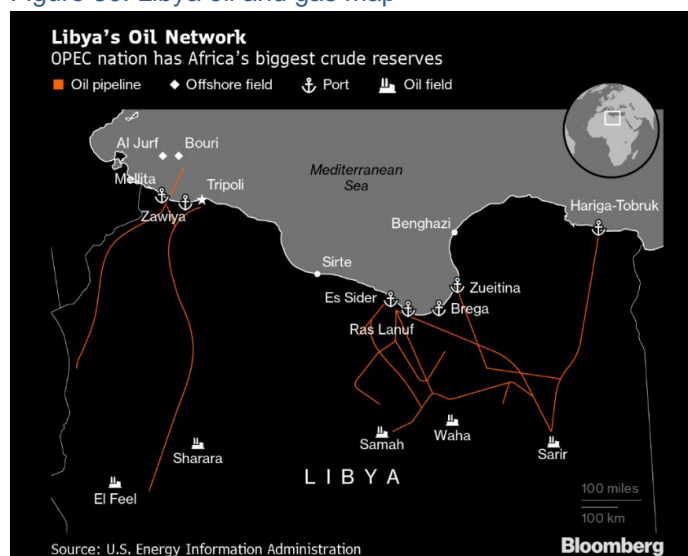 Libya's Oil Network
OPEC nation has Africa's biggest crude reserves
Oil pipeline Offshore field Port Oil field
Al Jurf Bouri
Mellita
Tripoli
Zawiya
Mediterranean
Sea
Hariga-Tobruk
Benghazi
Sirte
Es Sider
Zueitina
Brega
Ras Lanuf
Samah
Waha
Sarir
Sharara
El Feel
LIBYA
100 miles
100 km
Source: U.S. Energy Information Administration
Bloomberg